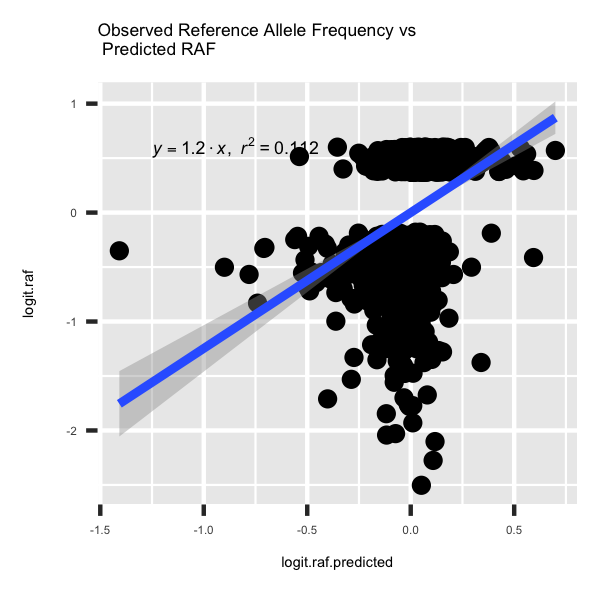 Observed Reference Allele Frequency vs
Predicted RAF
y = 1.2 · x, r² = 0.112
1
0
-1
-2
logit.raf
-1.5 -1.0 -0.5 0.0 0.5
logit.raf.predicted